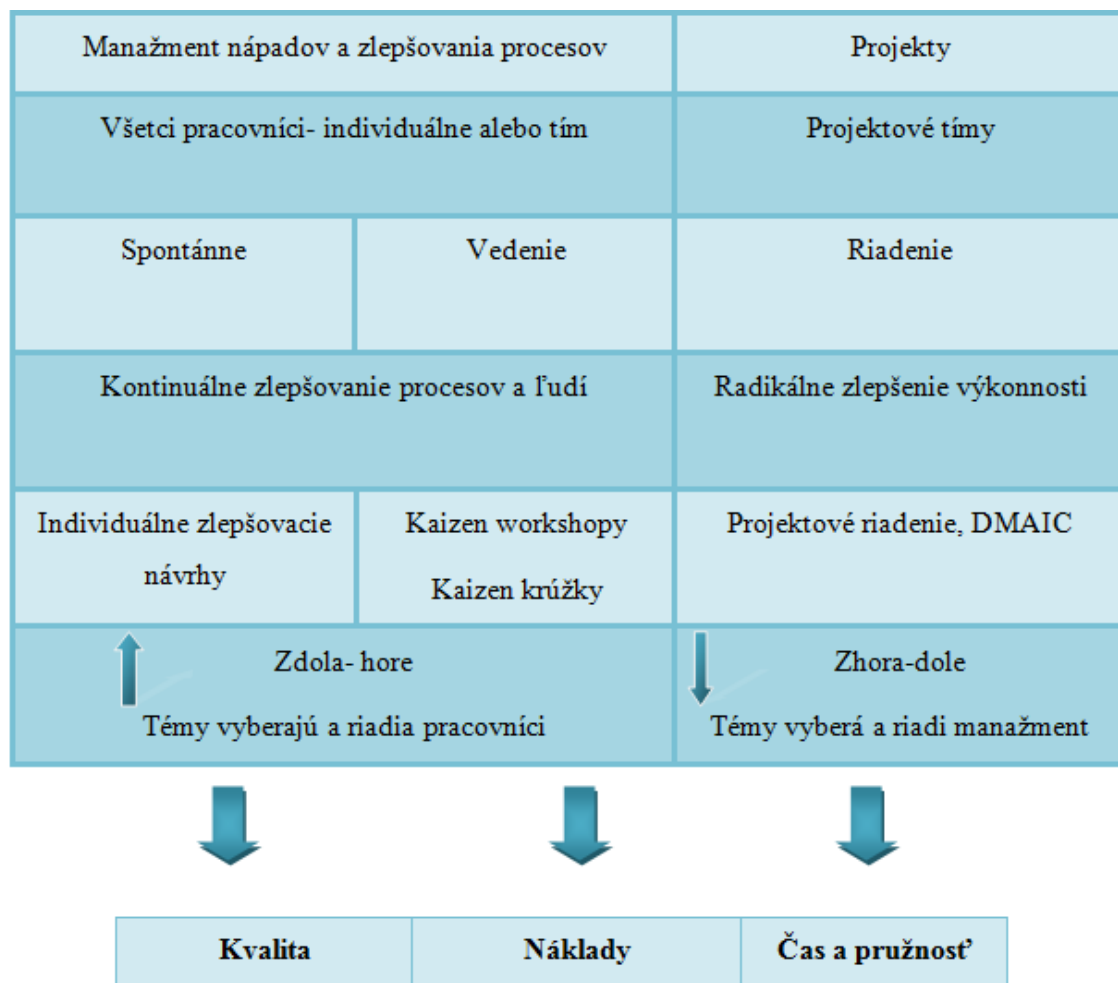 Manažment nápadov a zlepšovania procesov
Projekty
Všetci pracovníci- individuálne alebo tím
Projektové tímy
Spontánne
Vedenie
Riadenie
Kontinuálne zlepšovanie procesov a ľudí
Radikálne zlepšenie výkonnosti
Individuálne zlepšovacie
návrhy
Kaizen workshopy
Kaizen krúžky
Projektové riadenie, DMAIC
Zdola- hore
Témy vyberajú a riadia pracovníci
Zhora-dole
Témy vyberá a riadi manažment
Kvalita
Náklady
Čas a pružnosť